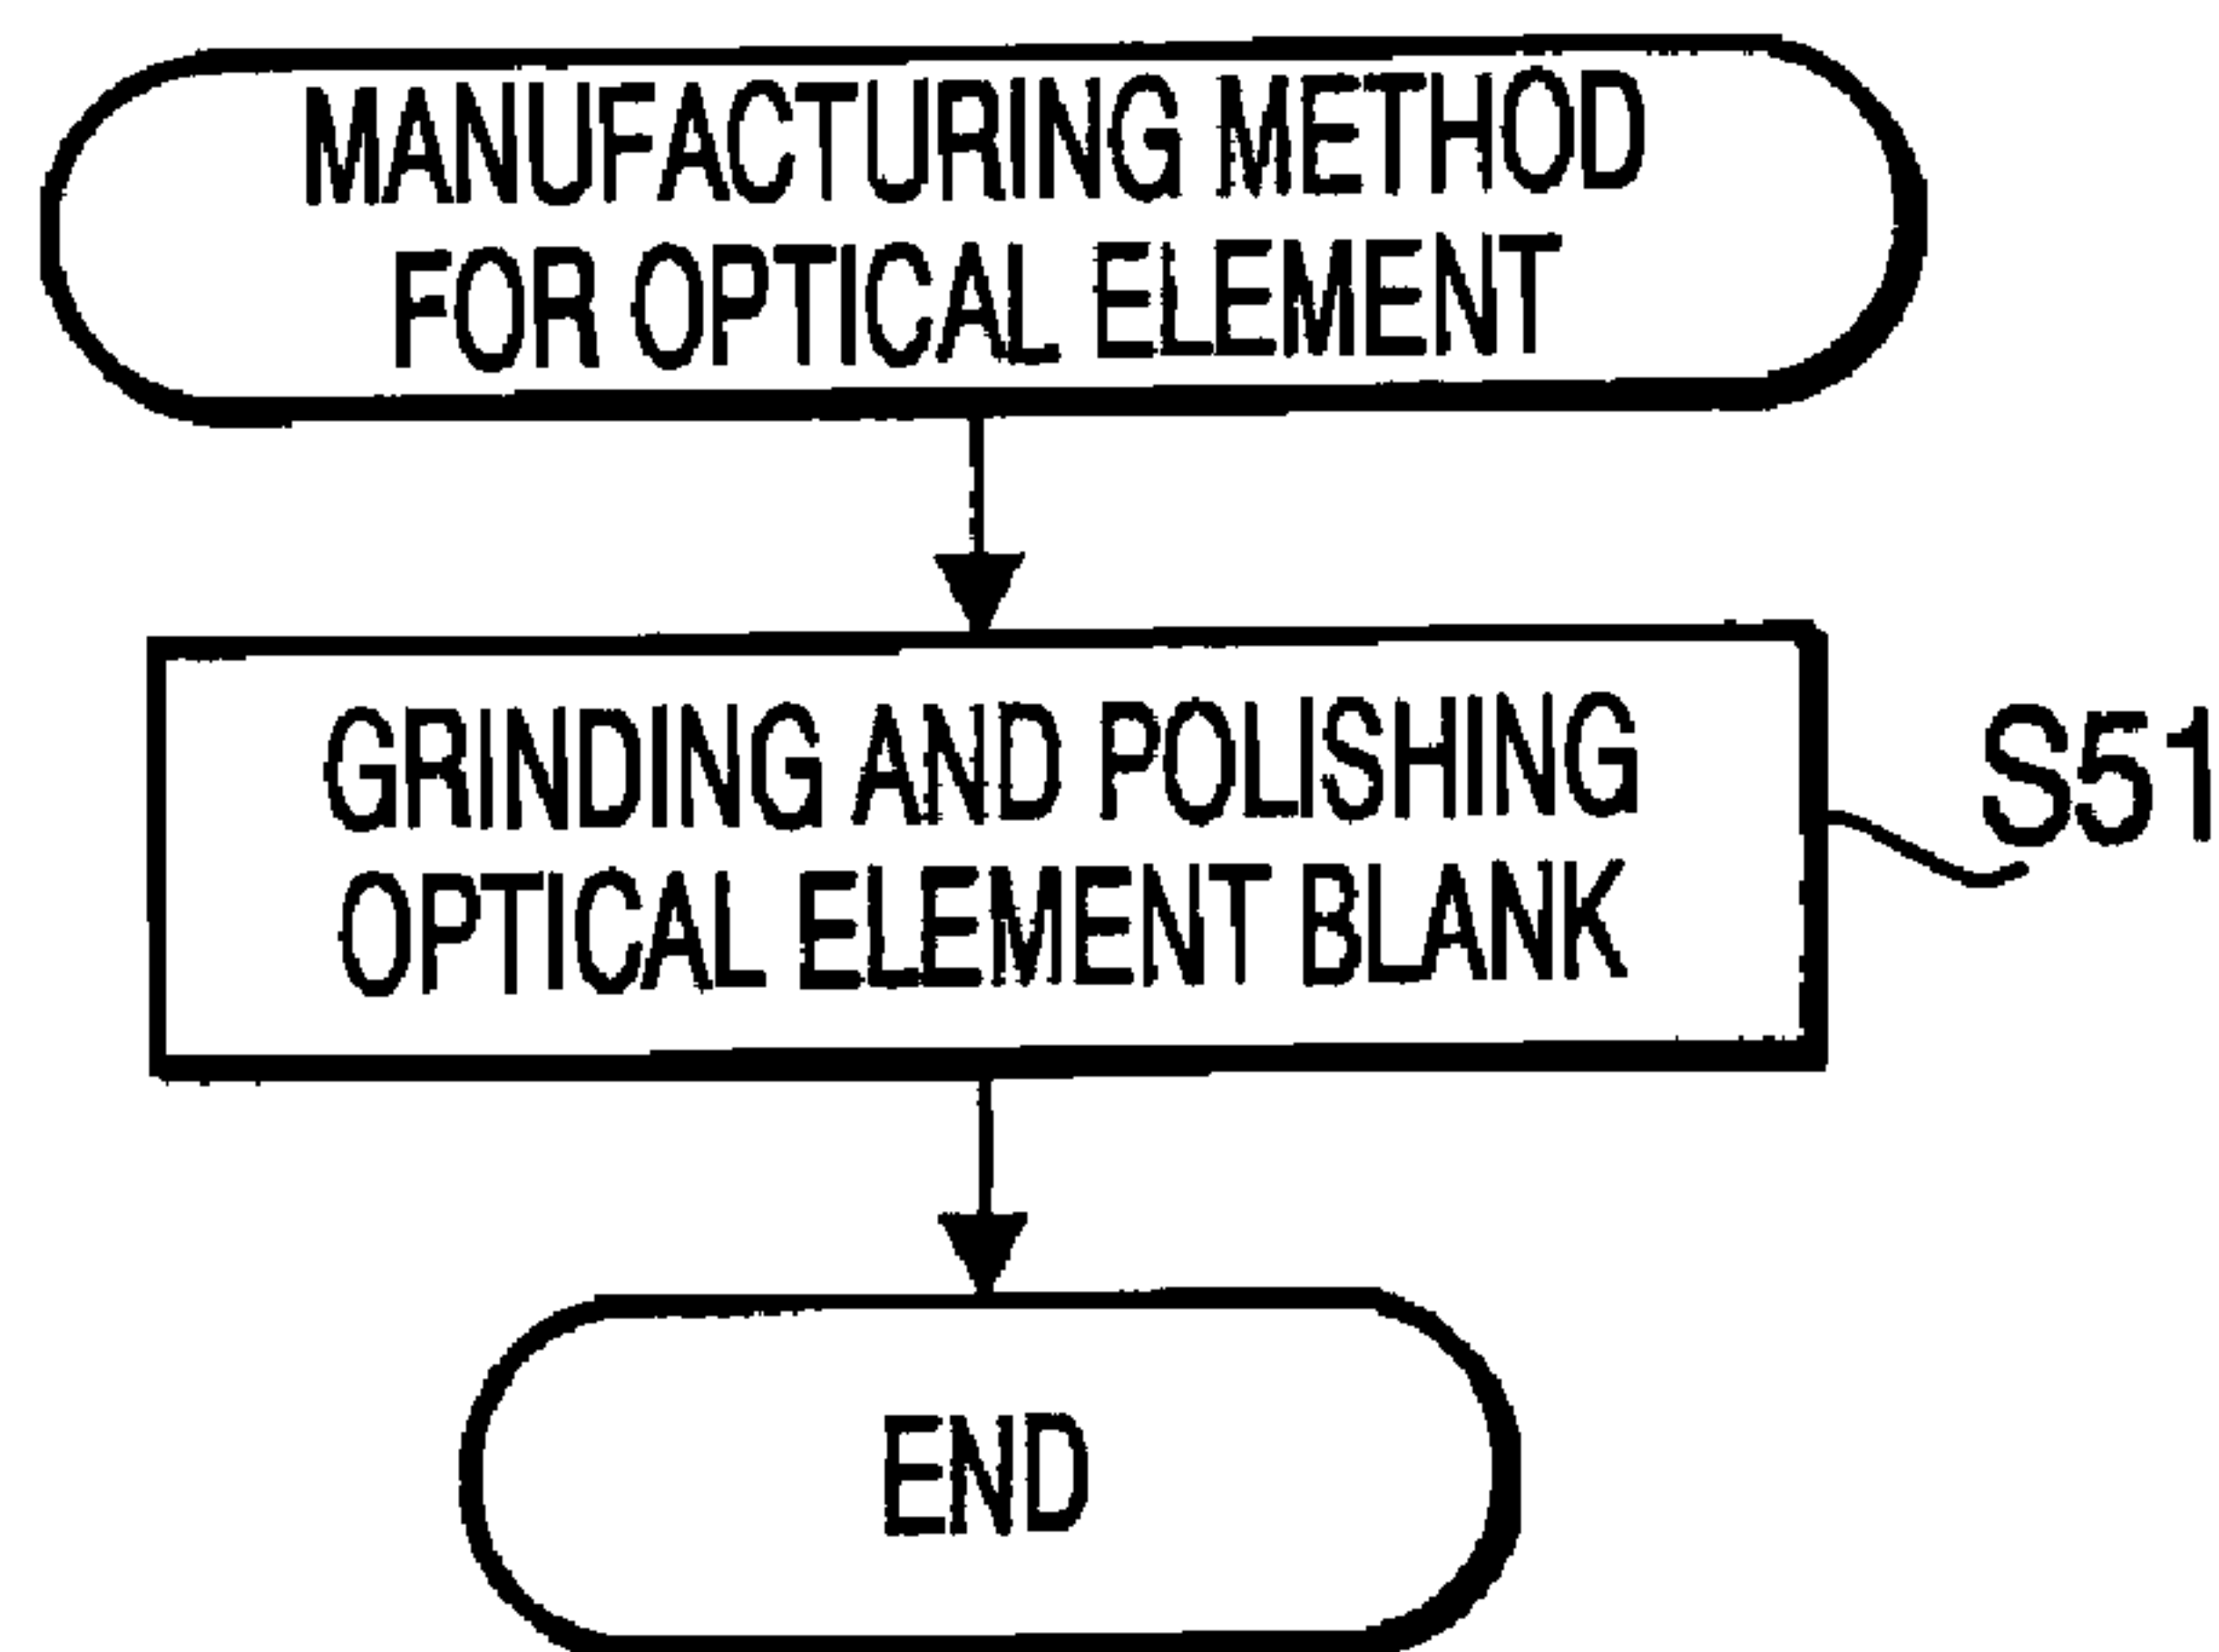 MANUFACTURING METHOD
FOR OPTICAL ELEMENT
GRINDING AND POLISHING
OPTICAL ELEMENT BLANK
S51
END